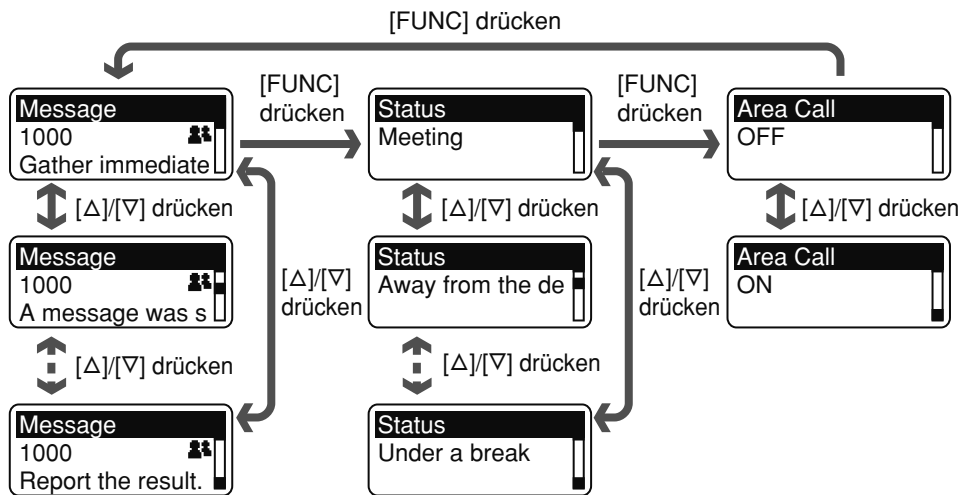 [FUNC] drücken
[FUNC]
drücken
[FUNC]
drücken
Message
1000
Gather immediate
Status
Meeting
Area Call
OFF
[△]/[▽] drücken
[△]/[▽] drücken
[△]/[▽] drücken
Message
1000
A message was s
[△]/[▽]
drücken
Status
Away from the de
[△]/[▽]
drücken
Area Call
ON
[△]/[▽] drücken
[△]/[▽] drücken
Message
1000
Report the result.
Status
Under a break